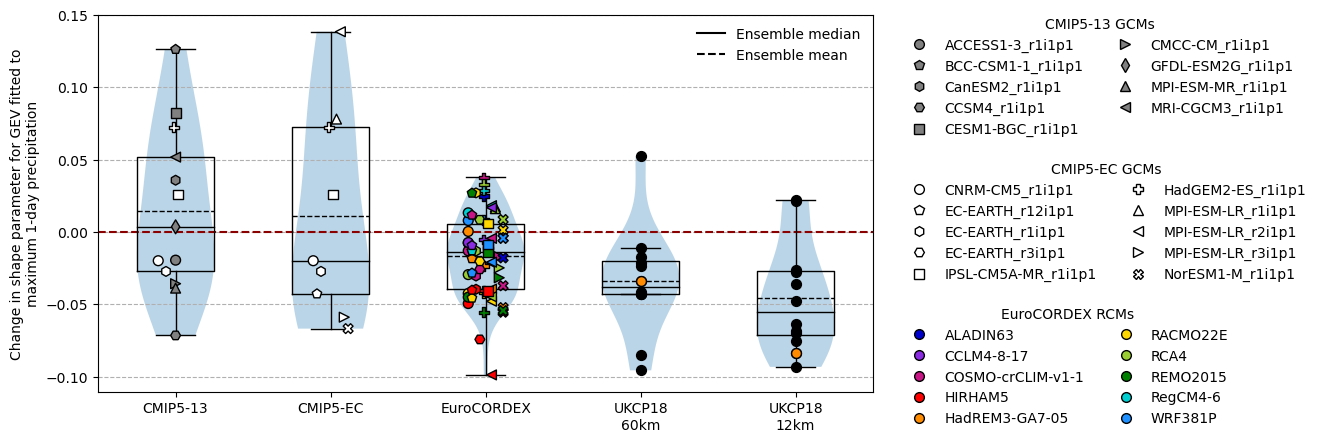 Change in shape parameter for GEV fitted to
maximum 1-day precipitation
0.15
0.10
0.05
0.00
−0.05
−0.10
Ensemble median
Ensemble mean
CMIP5-13
CMIP5-EC
EuroCORDEX
UKCP18
60km
UKCP18
12km
CMIP5-13 GCMs
ACCESS1-3_r1i1p1
BCC-CSM1-1_r1i1p1
CanESM2_r1i1p1
CCSM4_r1i1p1
CESM1-BGC_r1i1p1
CMCC-CM_r1i1p1
GFDL-ESM2G_r1i1p1
MPI-ESM-MR_r1i1p1
MRI-CGCM3_r1i1p1
CMIP5-EC GCMs
CNRM-CM5_r1i1p1
EC-EARTH_r12i1p1
EC-EARTH_r1i1p1
EC-EARTH_r3i1p1
IPSL-CM5A-MR_r1i1p1
HadGEM2-ES_r1i1p1
MPI-ESM-LR_r1i1p1
MPI-ESM-LR_r2i1p1
MPI-ESM-LR_r3i1p1
NorESM1-M_r1i1p1
EuroCORDEX RCMs
ALADIN63
CCLM4-8-17
COSMO-crCLIM-v1-1
HIRHAM5
HadREM3-GA7-05
RACMO22E
RCA4
REMO2015
RegCM4-6
WRF381P